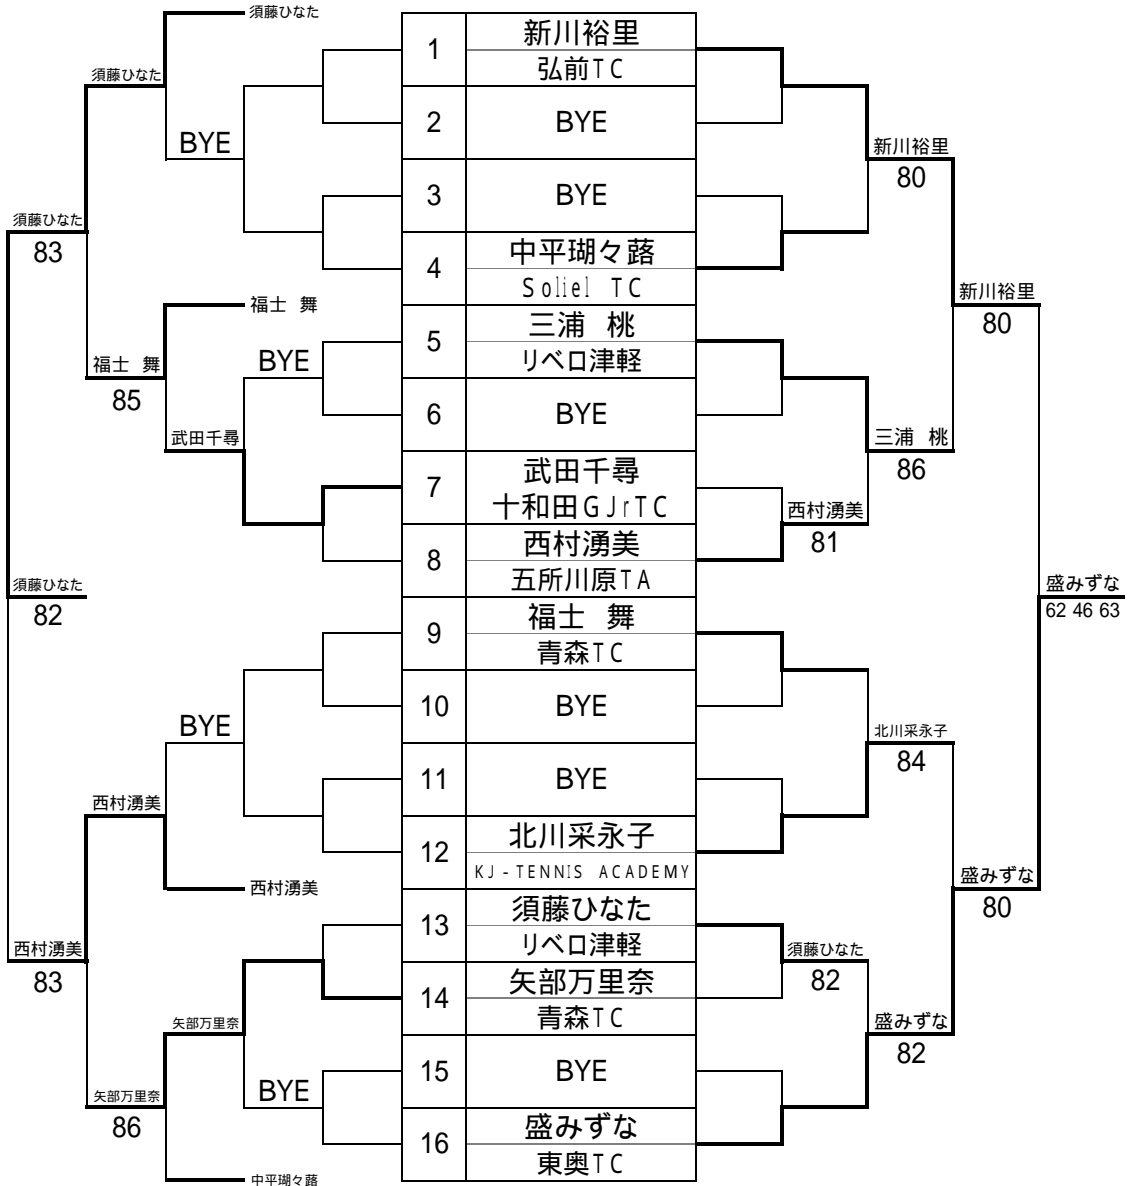 須藤ひなた
須藤ひなた
BYE
須藤ひなた
83
福士 舞
BYE
福士 舞
85
武田千尋
須藤ひなた
82
BYE
西村湧美
西村湧美
西村湧美
83
矢部万里奈
矢部万里奈
86
BYE
中平瑚々蕗
1 新川裕里
弘前TC
2 BYE
3 BYE
4 中平瑚々蕗
Soliel TC
5 三浦 桃
リベロ津軽
6 BYE
7 武田千尋
十和田GJrTC
8 西村湧美
五所川原TA
9 福士 舞
青森TC
10 BYE
11 BYE
12 北川采永子
KJ-TENNIS ACADEMY
13 須藤ひなた
リベロ津軽
14 矢部万里奈
青森TC
15 BYE
16 盛みずな
東奥TC
新川裕里
80
新川裕里
80
三浦 桃
86
西村湧美
81
盛みずな
62 46 63
北川采永子
84
盛みずな
80
須藤ひなた
82
盛みずな
82